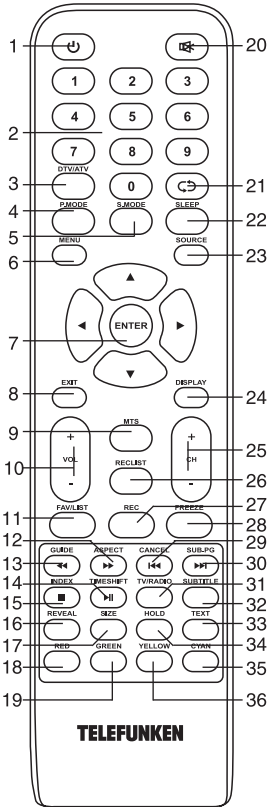 1 20
1 2 3
2
4 5 6
7 8 9
DTV/ATV
3 0 21
4 P.MODE S.MODE SLEEP 22
5
MENU SOURCE
6 23
ENTER
7
8 EXIT DISPLAY 24
9 MTS
+ +
10 VOL CH 25
- -
RECLIST 26
27
11 FAV/LIST REC FREEZE 28
12 29
GUIDE ASPECT CANCEL SUB-PG
13 30
14 31
INDEX TIMESHIFT TV/RADIO SUBTITLE
15 32
16 REVEAL SIZE HOLD TEXT 33
17 34
RED GREEN YELLOW CYAN
18 35
19 36
TELEFUNKEN